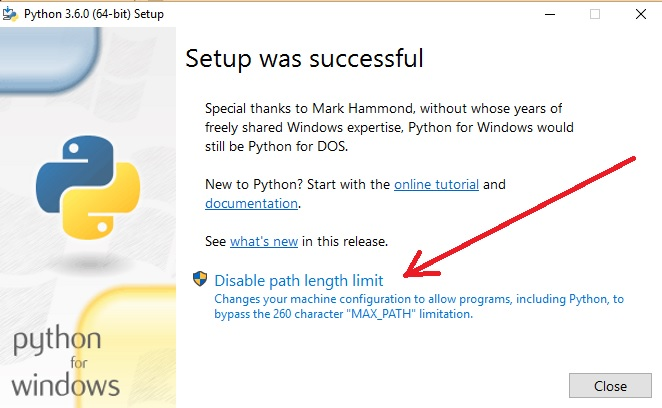 Python 3.6.0 (64-bit) Setup
Setup was successful
Special thanks to Mark Hammond, without whose years of
freely shared Windows expertise, Python for Windows would
still be Python for DOS.
New to Python? Start with the online tutorial and
documentation.
See what's new in this release.
Disable path length limit
Changes your machine configuration to allow programs, including Python, to
bypass the 260 character "MAX_PATH" limitation.
python
for
windows
Close